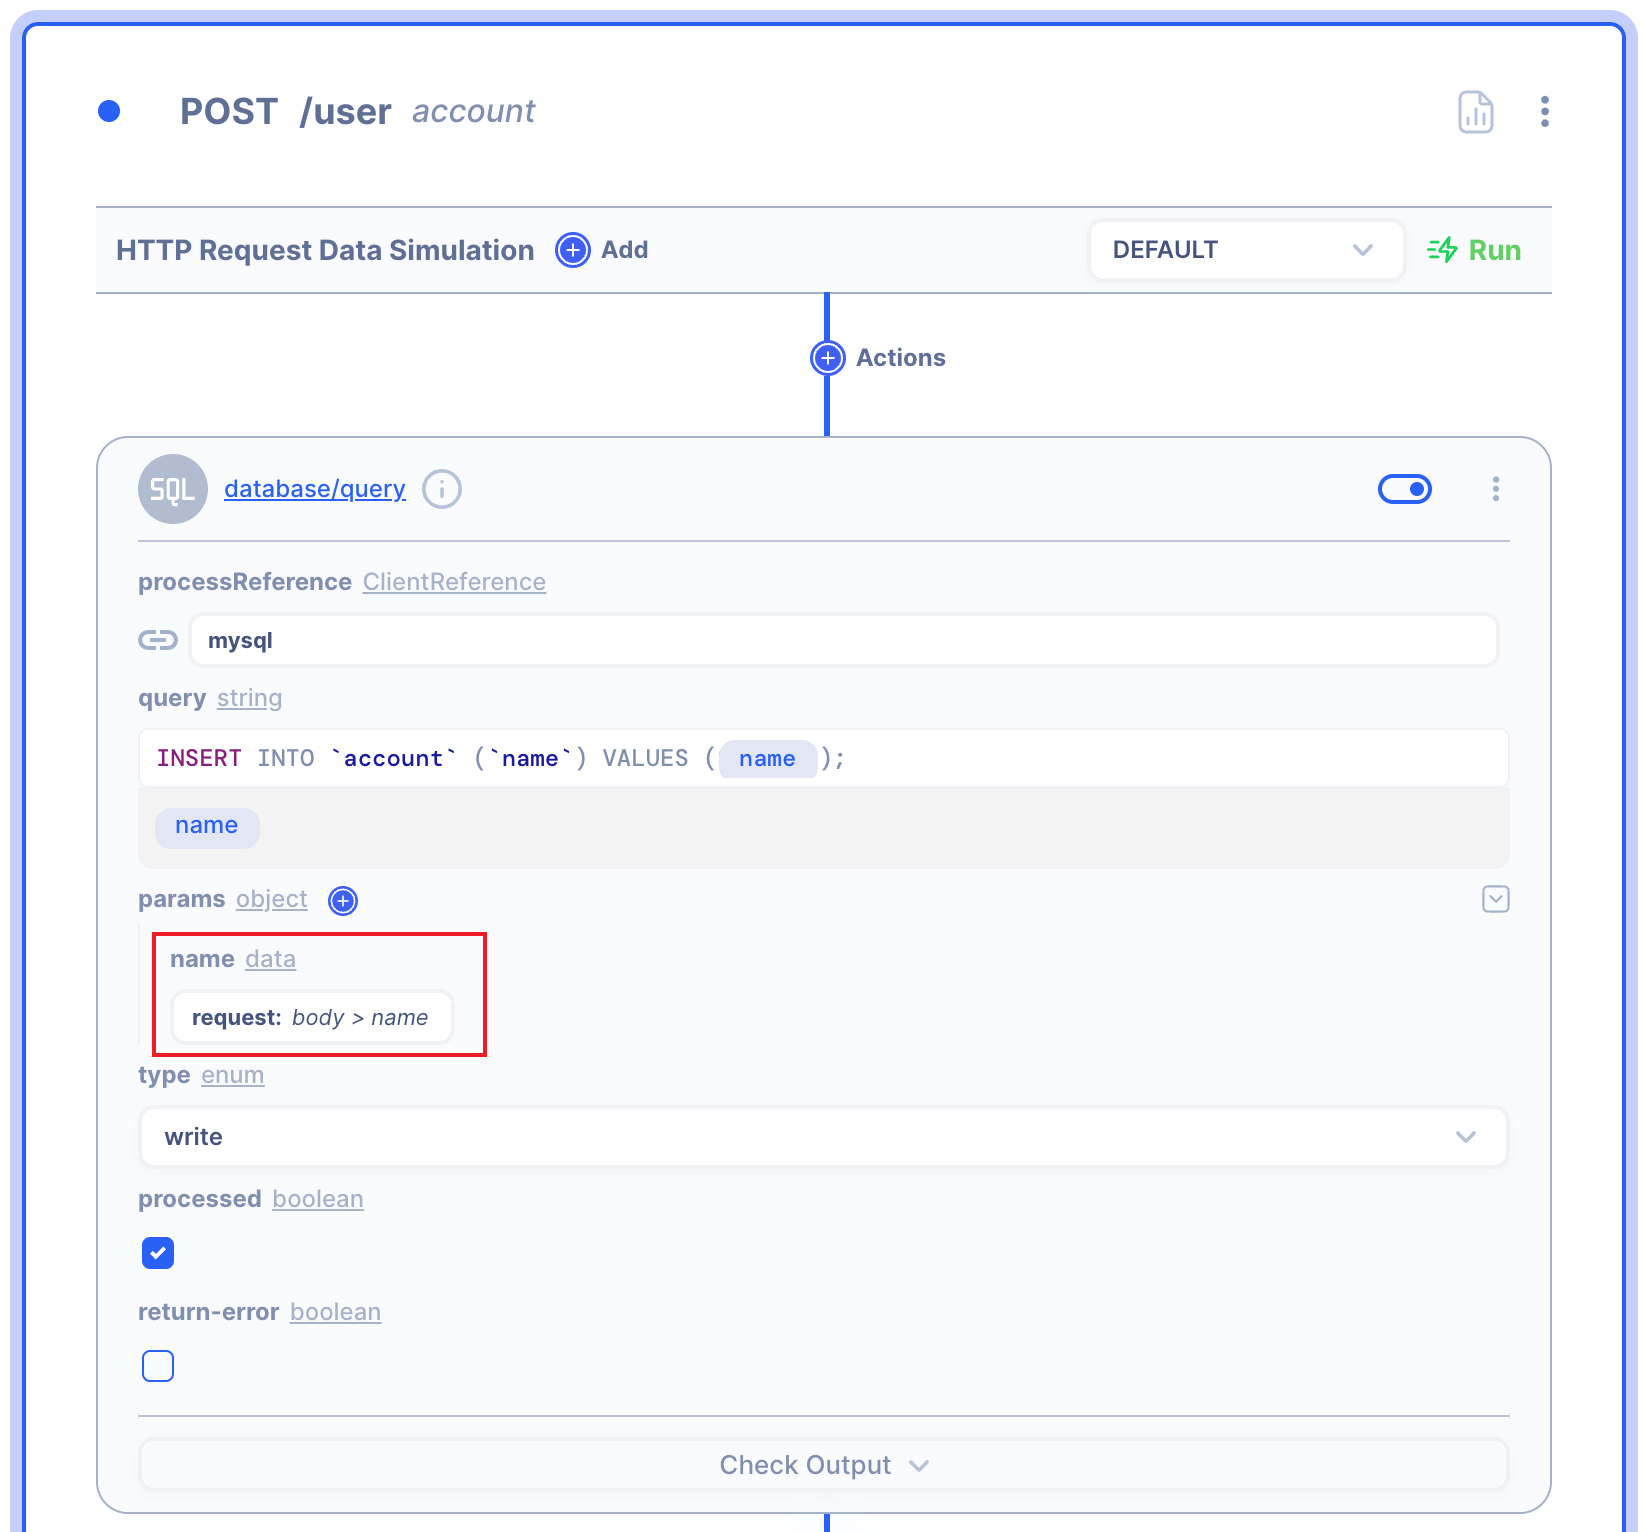 POST /user account
HTTP Request Data Simulation Add DEFAULT Run
Actions
SQL database/query
processReference ClientReference
mysql
query string
INSERT INTO `account` (`name`) VALUES ( name );
name
params object
name data
request: body > name
type enum
write
processed boolean
return-error boolean
Check Output